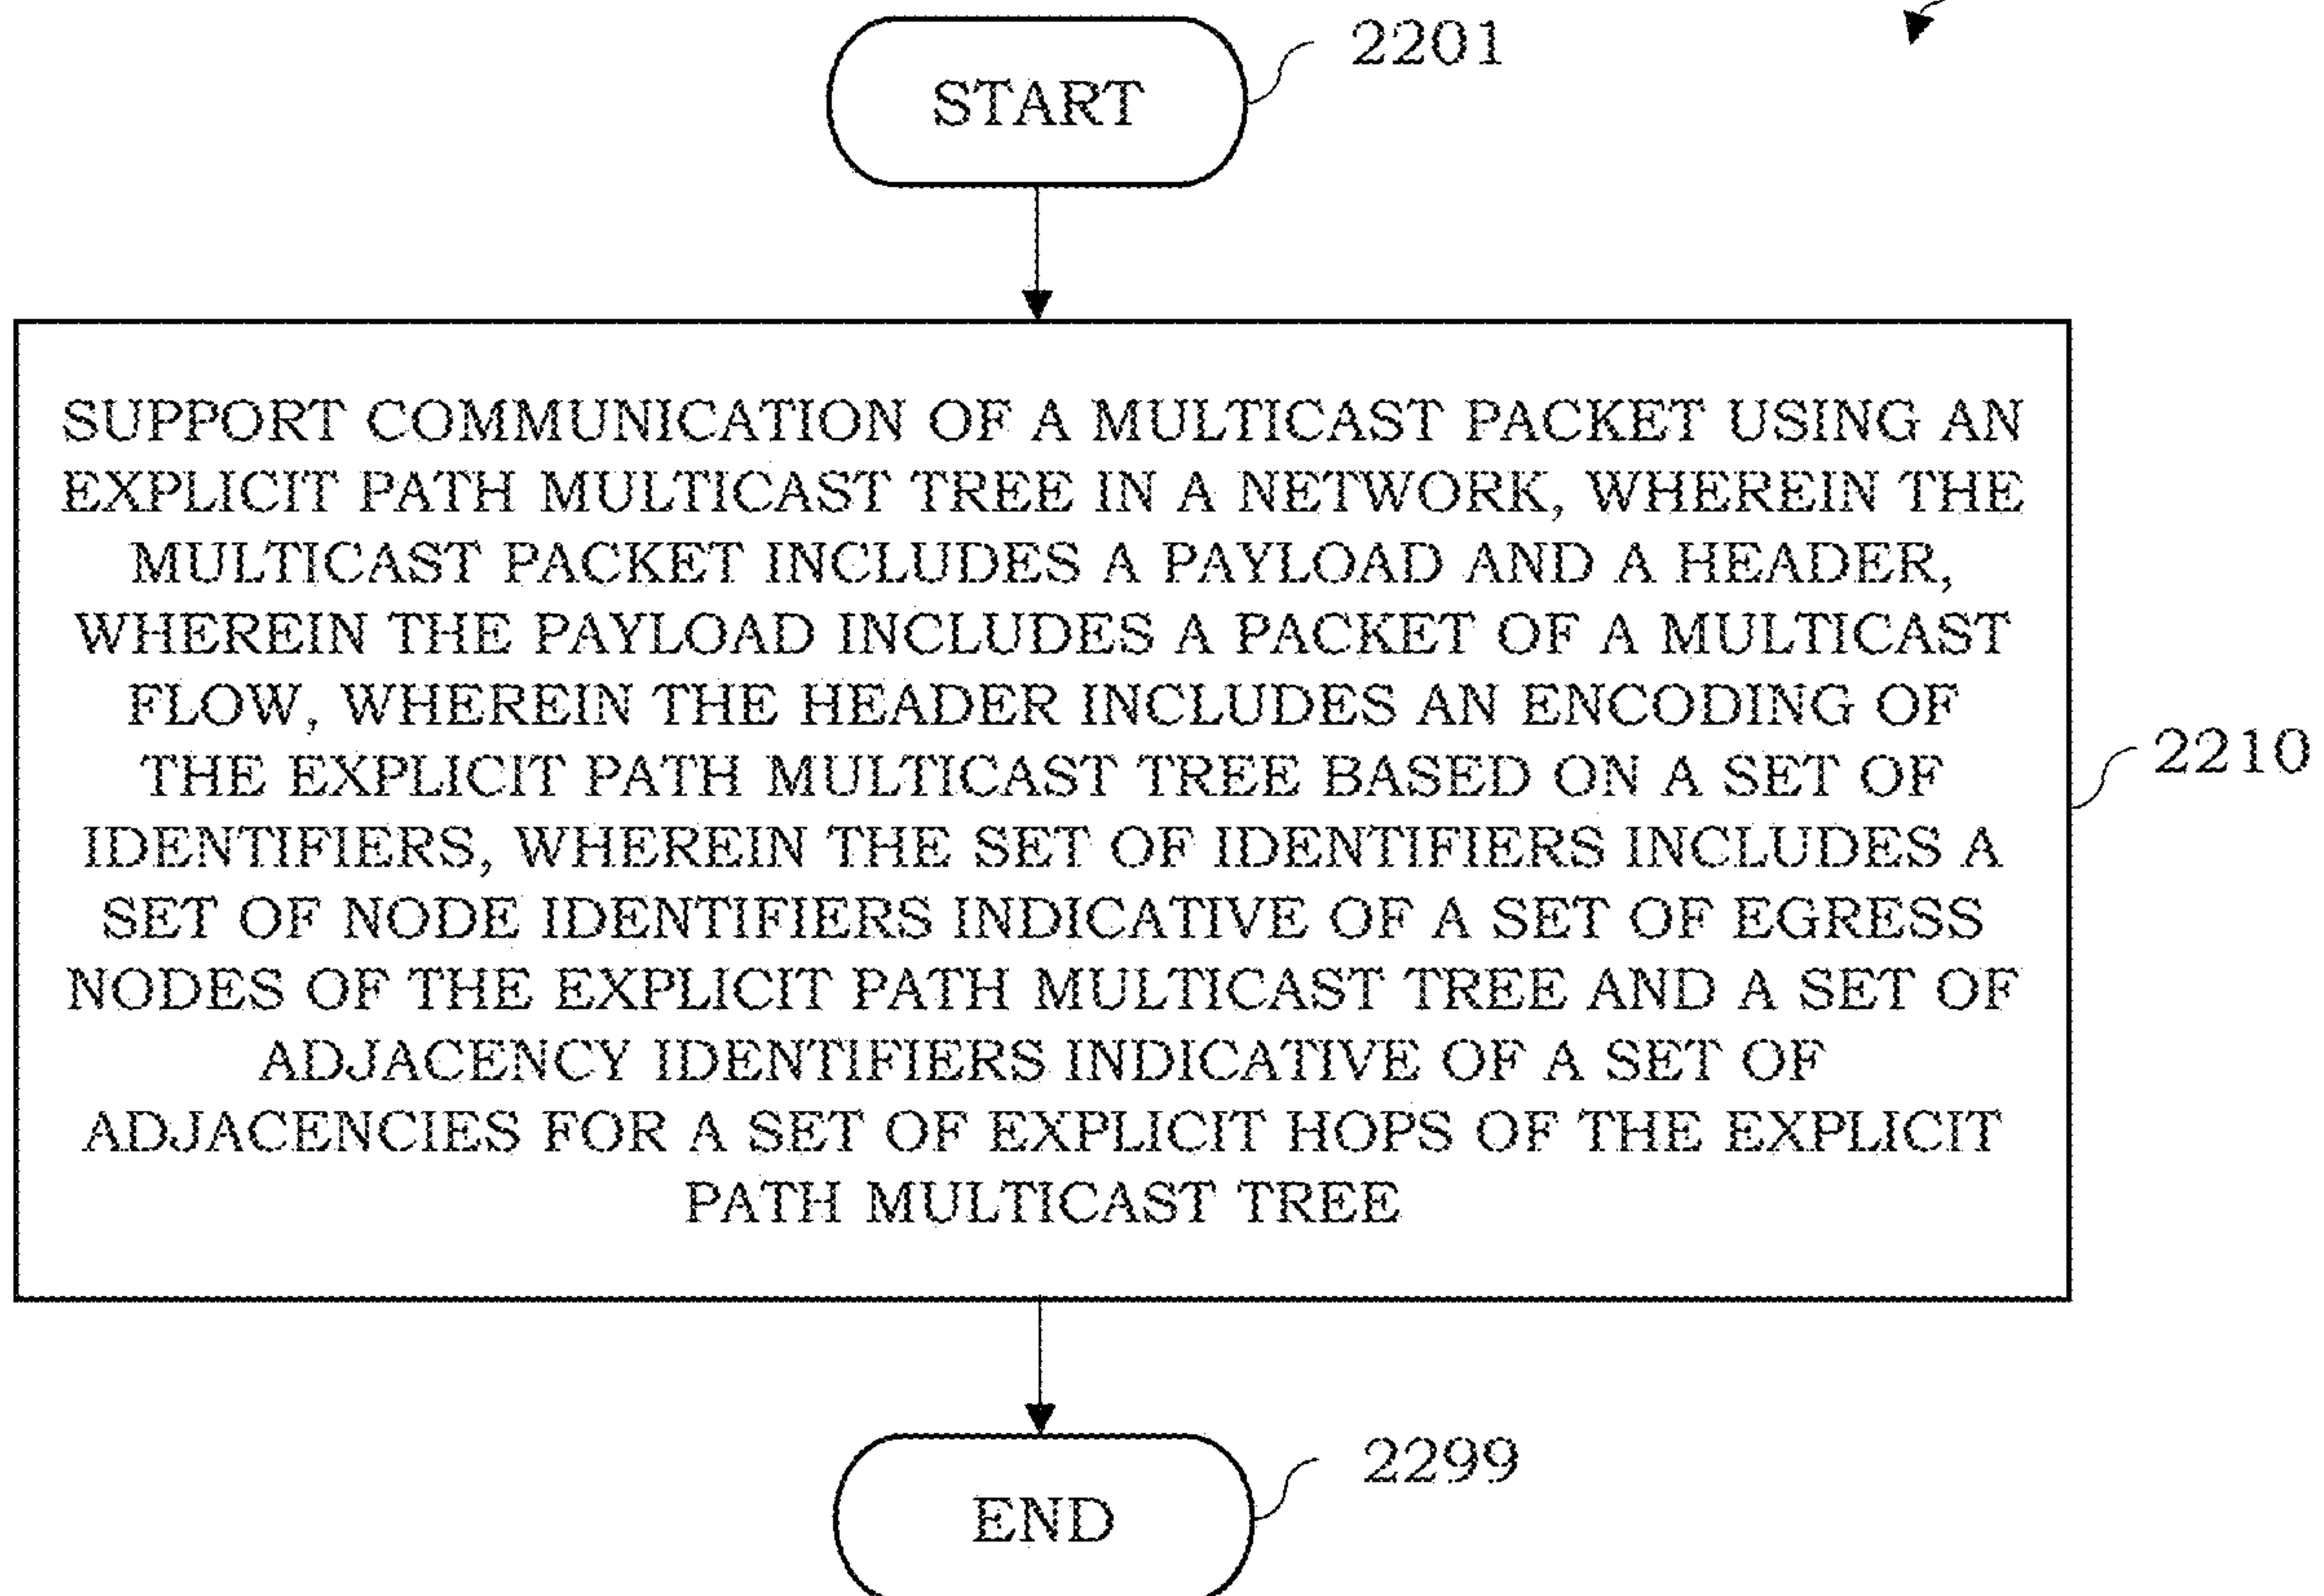 2201
START
SUPPORT COMMUNICATION OF A MULTICAST PACKET USING AN
EXPLICIT PATH MULTICAST TREE IN A NETWORK, WHEREIN THE
MULTICAST PACKET INCLUDES A PAYLOAD AND A HEADER,
WHEREIN THE PAYLOAD INCLUDES A PACKET OF A MULTICAST
FLOW, WHEREIN THE HEADER INCLUDES AN ENCODING OF
THE EXPLICIT PATH MULTICAST TREE BASED ON A SET OF
IDENTIFIERS, WHEREIN THE SET OF IDENTIFIERS INCLUDES A
SET OF NODE IDENTIFIERS INDICATIVE OF A SET OF EGRESS
NODES OF THE EXPLICIT PATH MULTICAST TREE AND A SET OF
ADJACENCY IDENTIFIERS INDICATIVE OF A SET OF
ADJACENCIES FOR A SET OF EXPLICIT HOPS OF THE EXPLICIT
PATH MULTICAST TREE
2210
2299
END